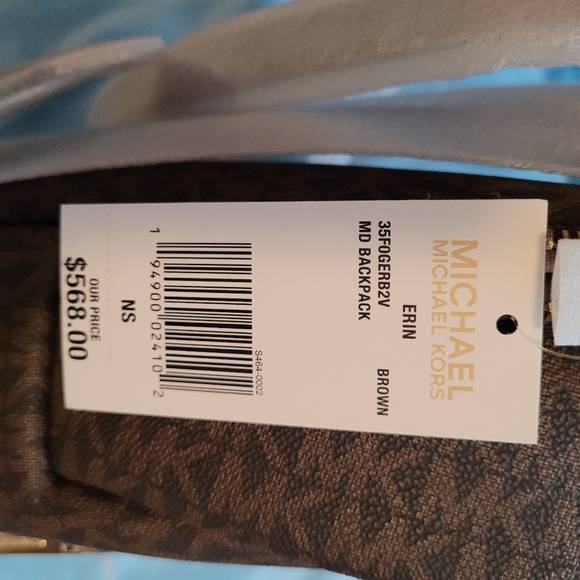 MICHAEL
MICHAEL KORS
ERIN BROWN
35F0GERB2V
MD BACKPACK
S464-0002
1 94900 02410 2
NS
OUR PRICE
$568.00